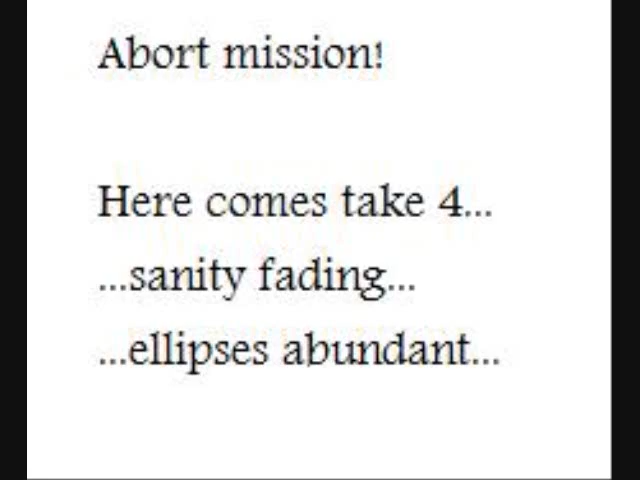 Abort mission!
Here comes take 4...
...sanity fading...
...ellipses abundant...